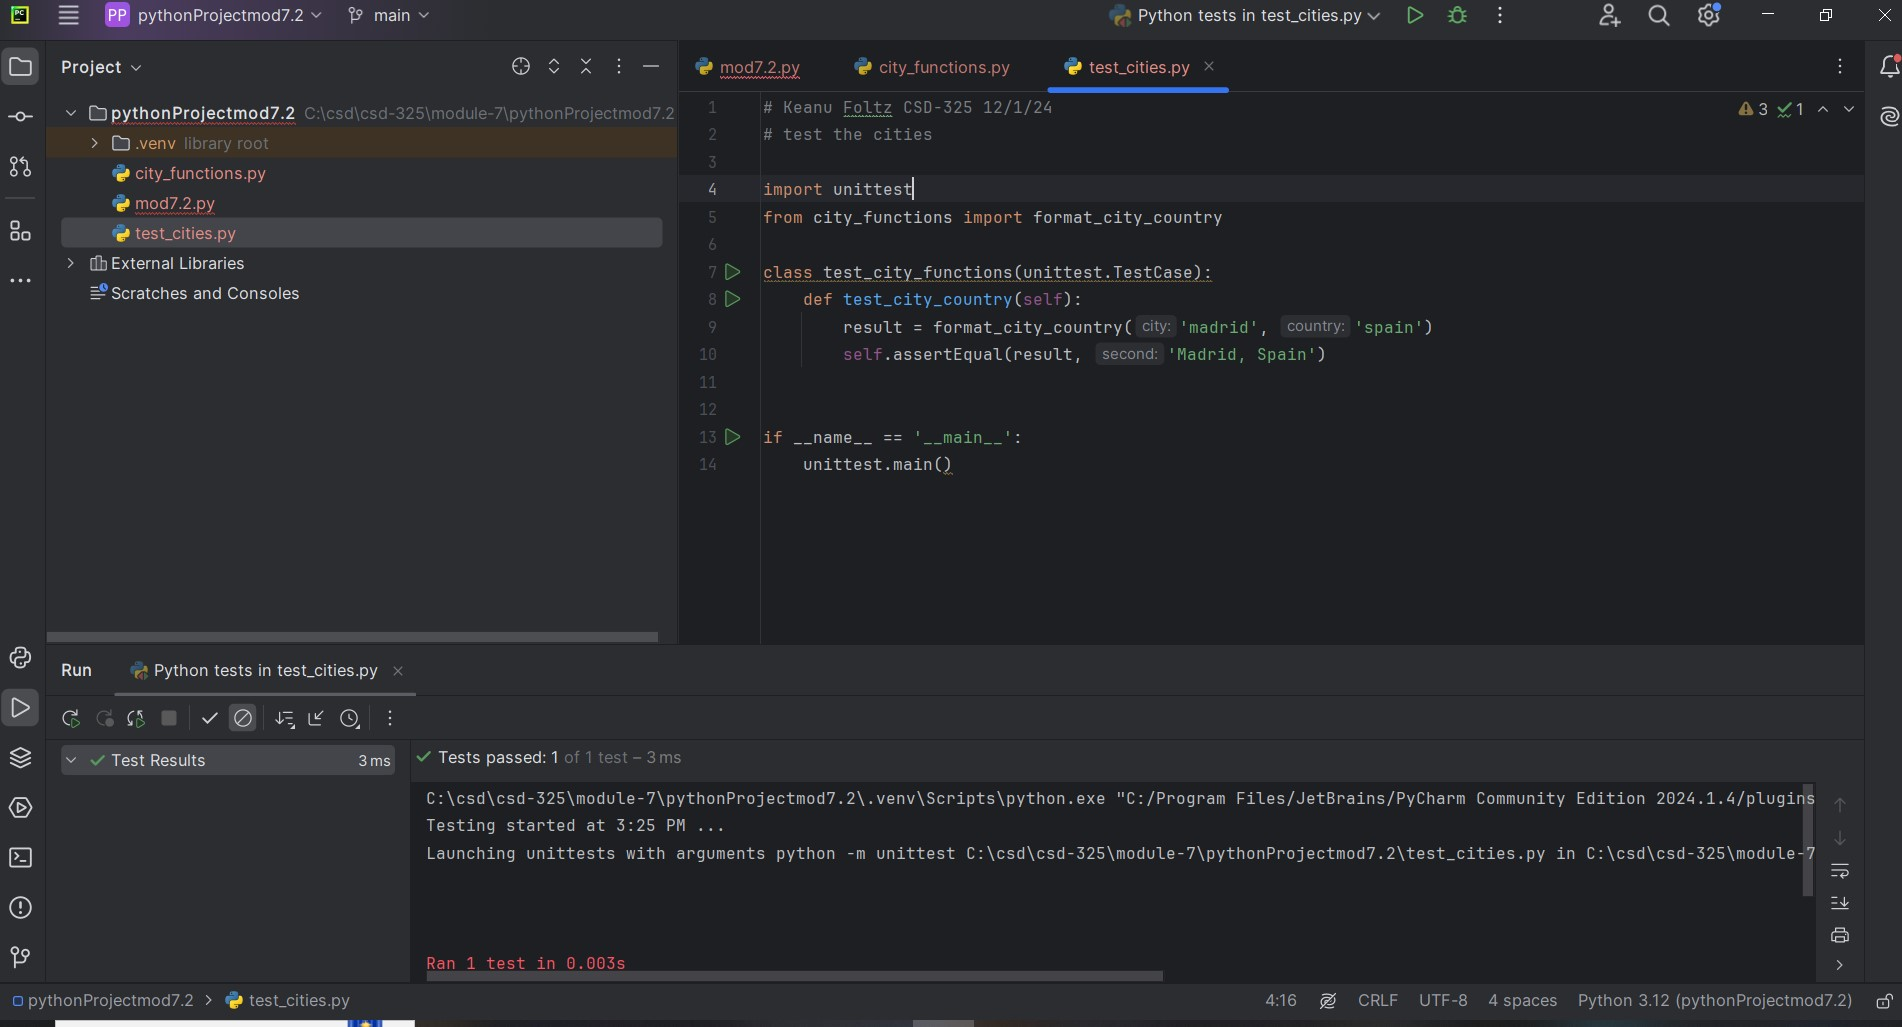 PC
PP pythonProjectmod7.2 main Python tests in test_cities.py
Project
mod7.2.py city_functions.py test_cities.py
pythonProjectmod7.2 C:\csd\csd-325\module-7\pythonProjectmod7.2
.venv library root
city_functions.py
mod7.2.py
test_cities.py
External Libraries
Scratches and Consoles
3 1
1 # Keanu Foltz CSD-325 12/1/24
2 # test the cities
3
4 import unittest
5 from city_functions import format_city_country
6
7 class test_city_functions(unittest.TestCase):
8 def test_city_country(self):
9 result = format_city_country( city: 'madrid', country: 'spain')
10 self.assertEqual(result, second: 'Madrid, Spain')
11
12
13 if __name__ == '__main__':
14 unittest.main()
Run Python tests in test_cities.py
Test Results 3 ms
Tests passed: 1 of 1 test – 3 ms
C:\csd\csd-325\module-7\pythonProjectmod7.2\.venv\Scripts\python.exe "C:/Program Files/JetBrains/PyCharm Community Edition 2024.1.4/plugins
Testing started at 3:25 PM ...
Launching unittests with arguments python -m unittest C:\csd\csd-325\module-7\pythonProjectmod7.2\test_cities.py in C:\csd\csd-325\module-7
Ran 1 test in 0.003s
pythonProjectmod7.2 > test_cities.py 4:16 CRLF UTF-8 4 spaces Python 3.12 (pythonProjectmod7.2)